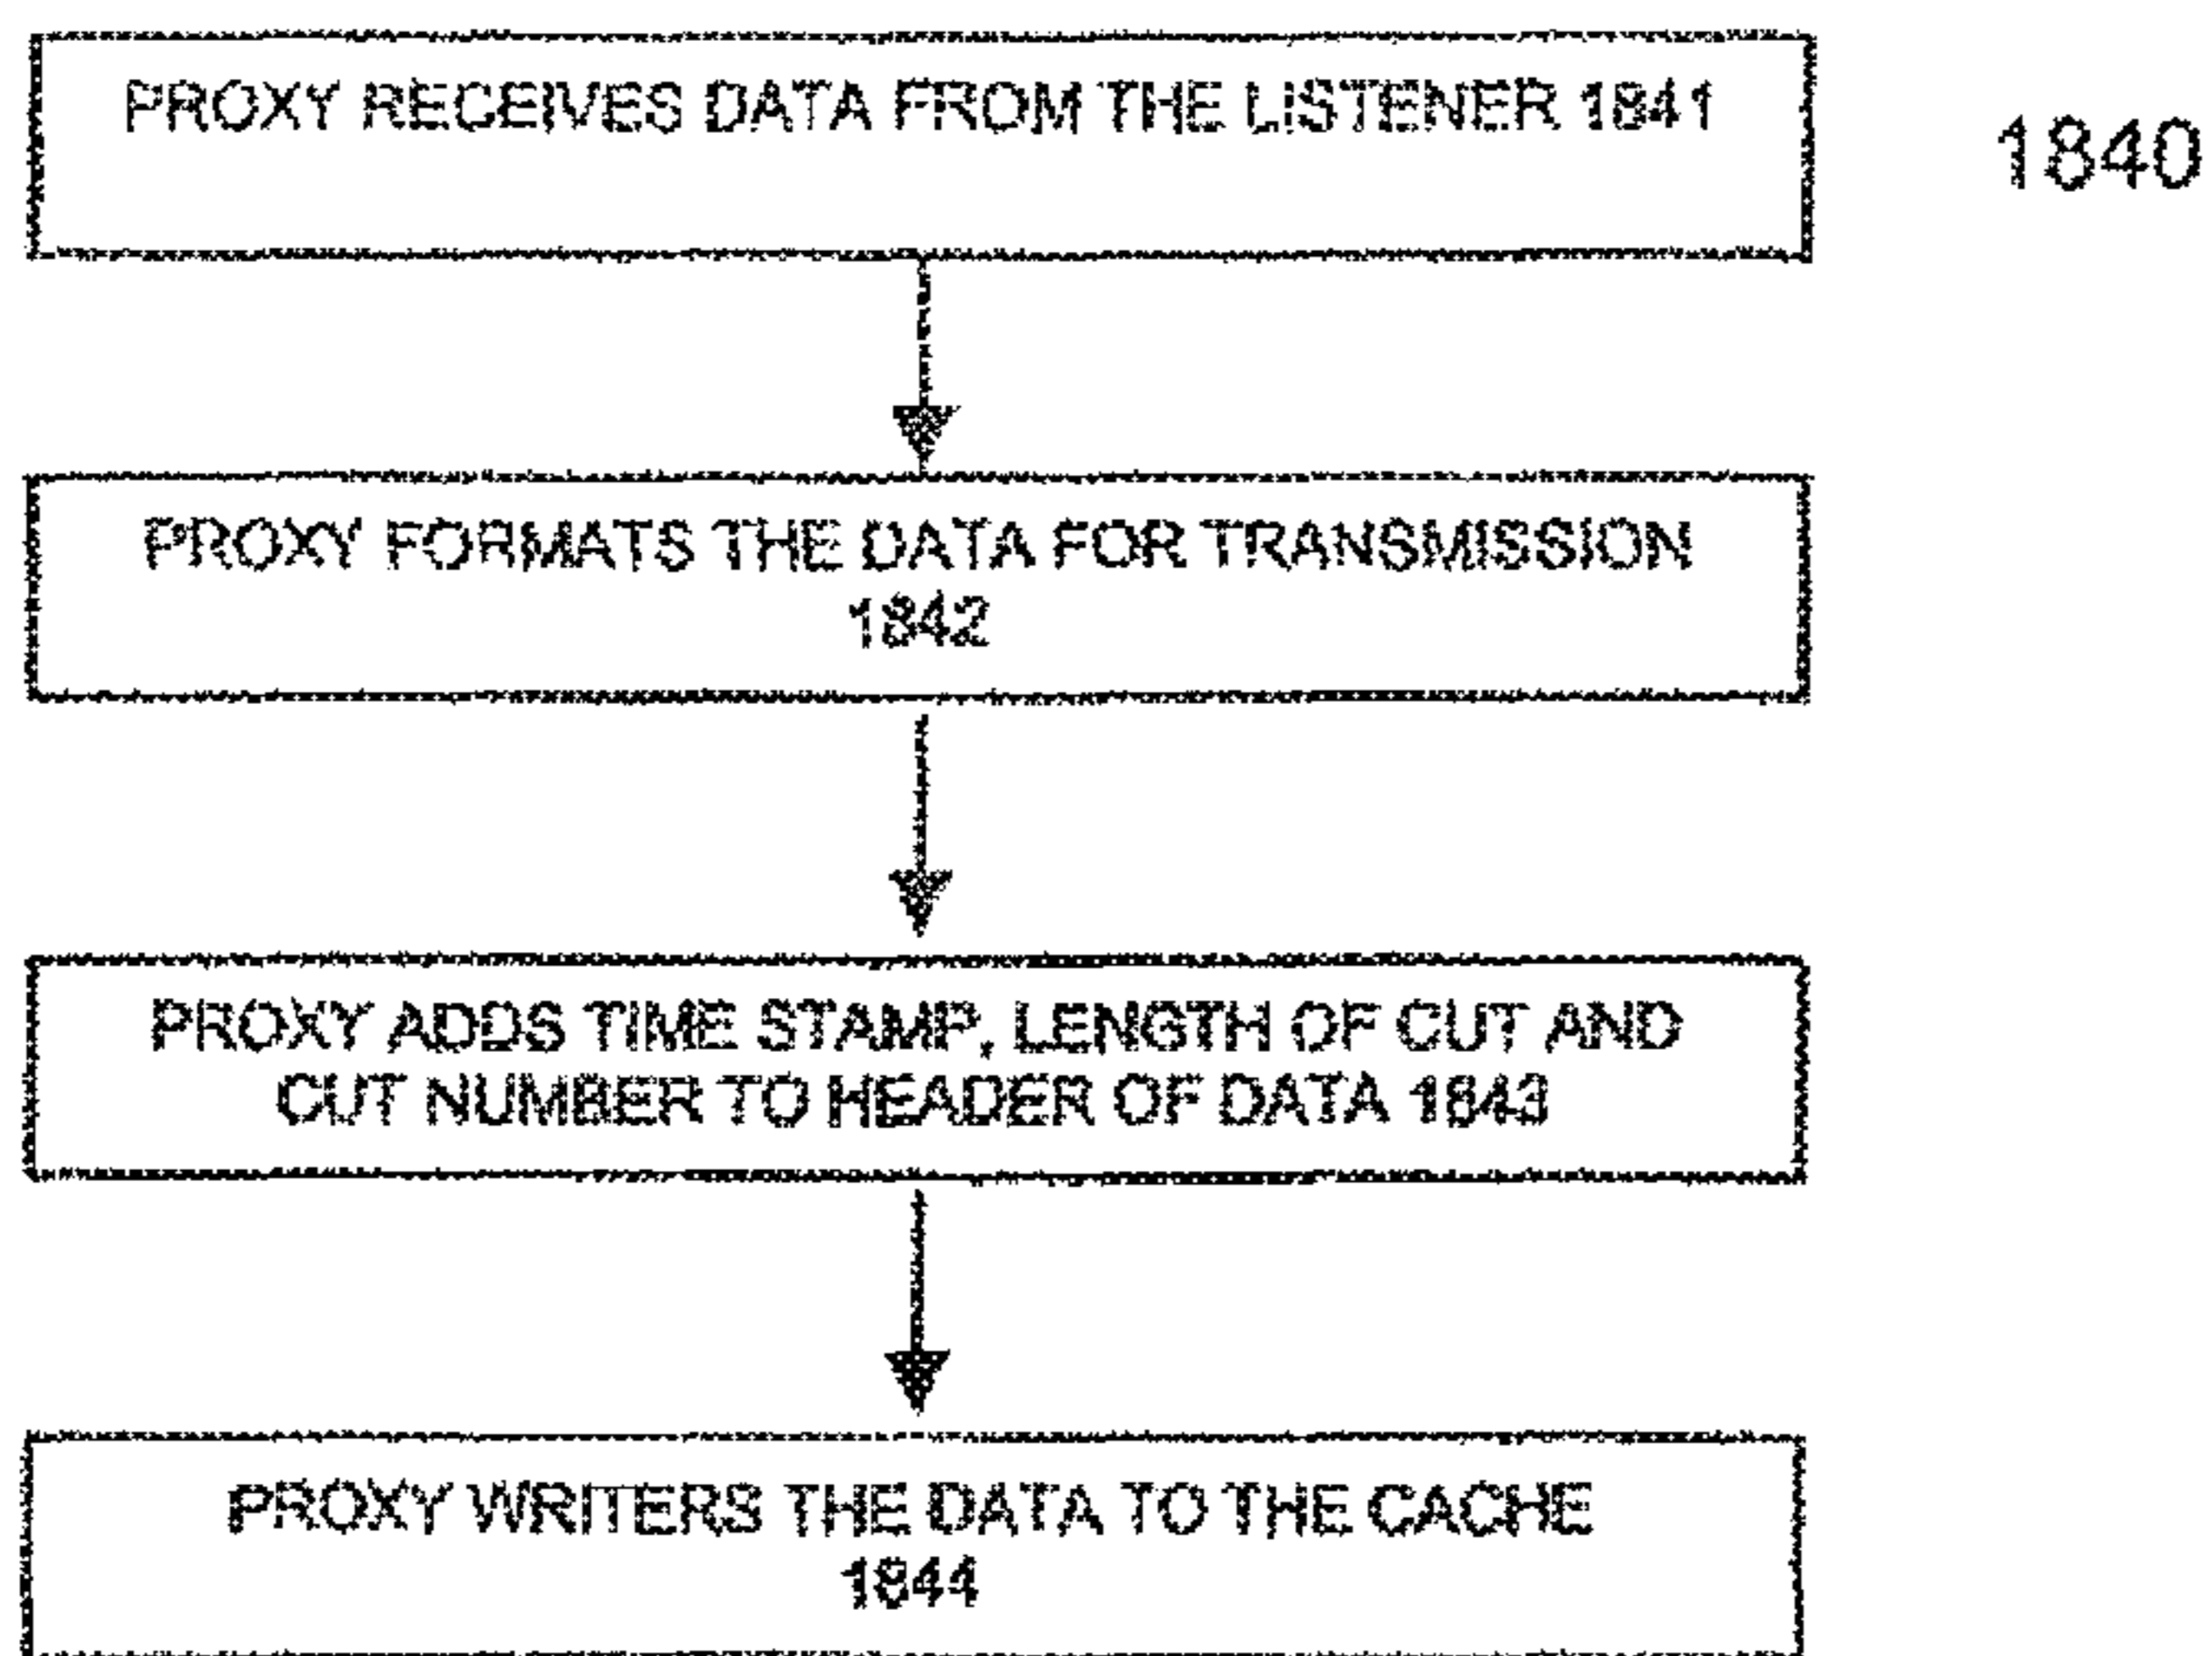 PROXY RECEIVES DATA FROM THE LISTENER 1841
1840
PROXY FORMATS THE DATA FOR TRANSMISSION
1842
PROXY ADDS TIME STAMP, LENGTH OF CUT AND
CUT NUMBER TO HEADER OF DATA 1843
PROXY WRITERS THE DATA TO THE CACHE
1844